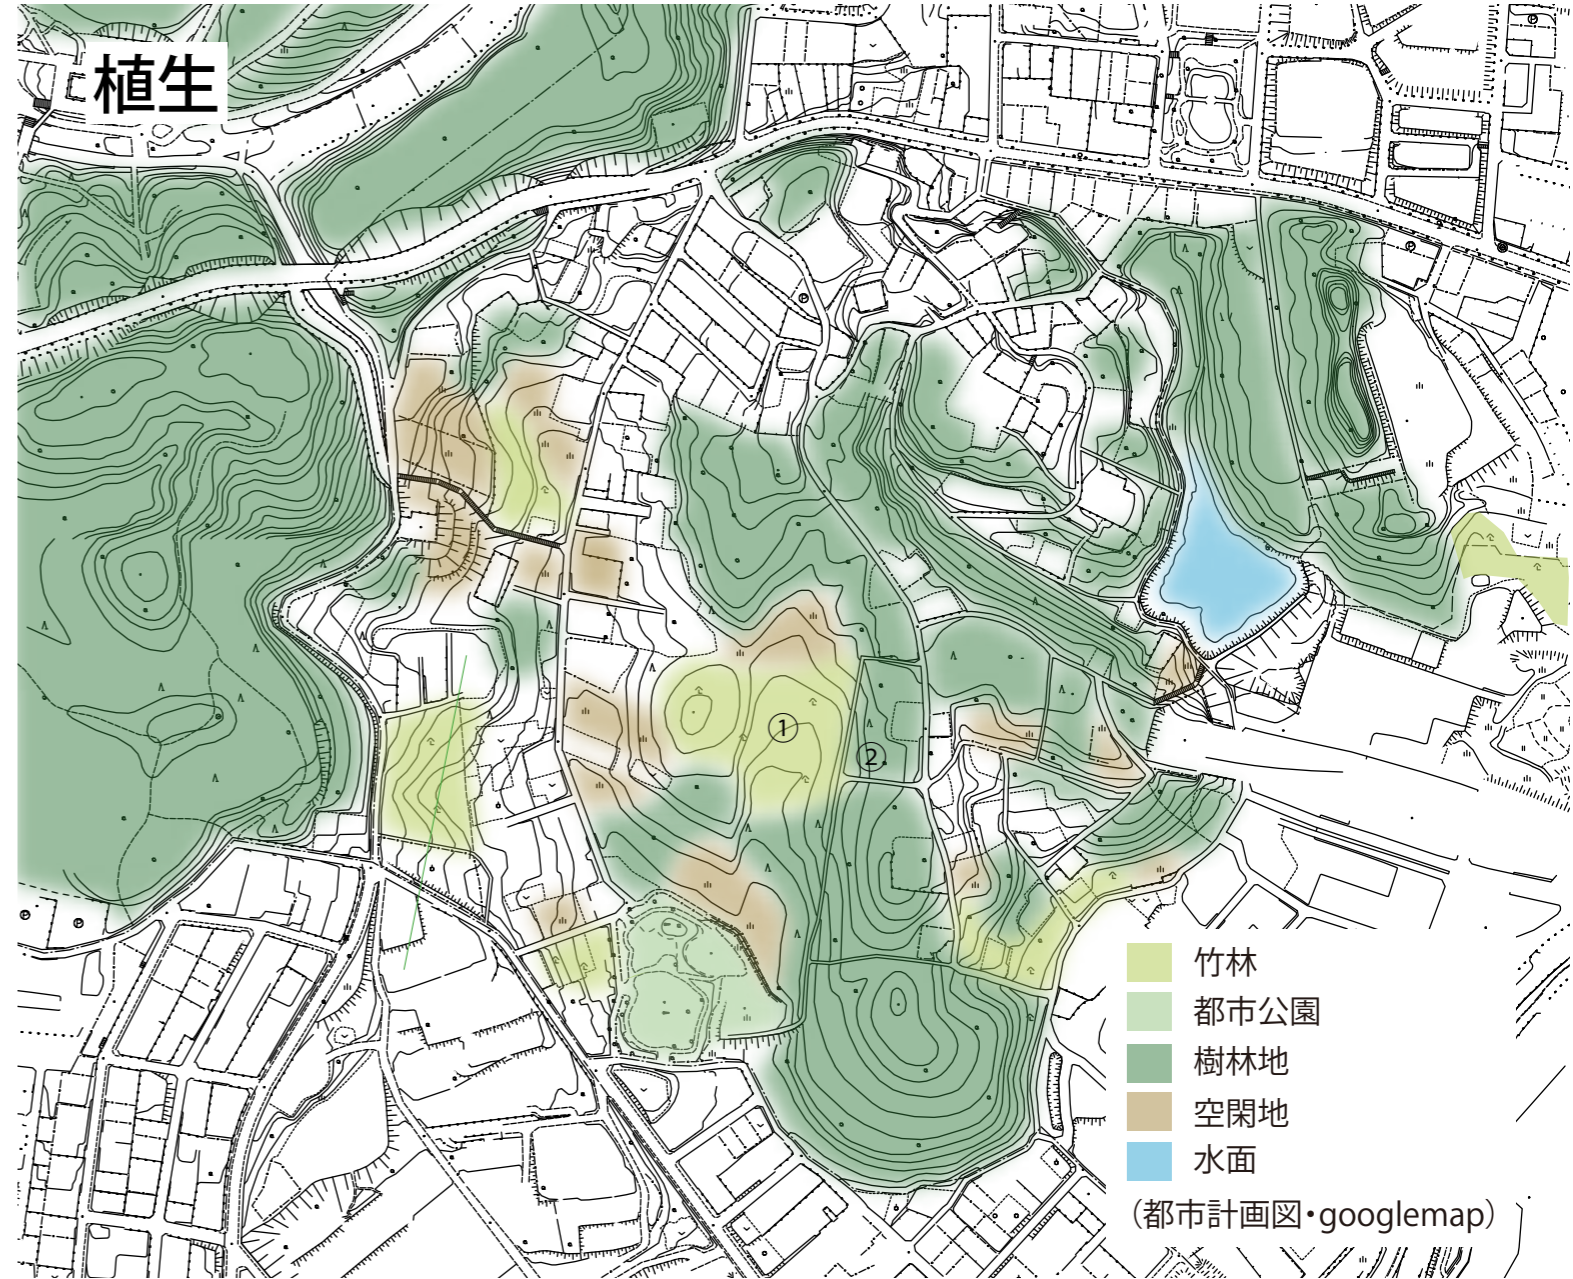 植生
①
②
竹林
都市公園
樹林地
空閑地
水面
（都市計画図・googlemap）